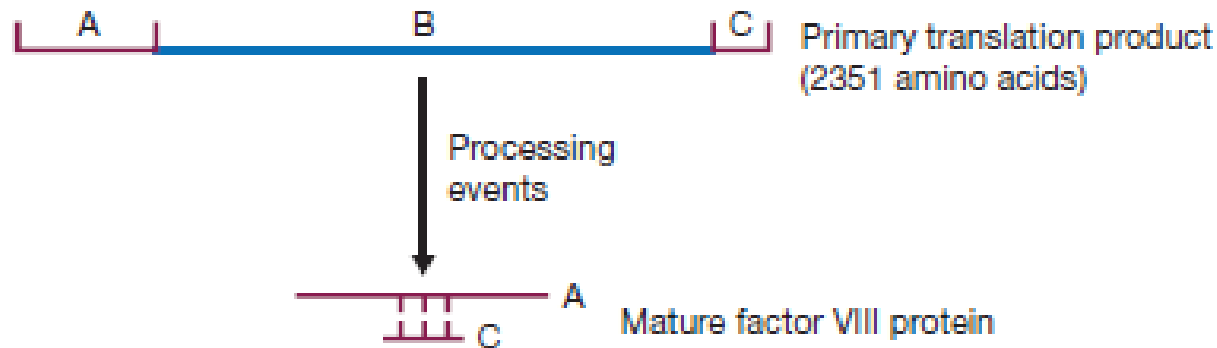 A B C
Primary translation product
(2351 amino acids)
Processing
events
A
C
Mature factor VIII protein